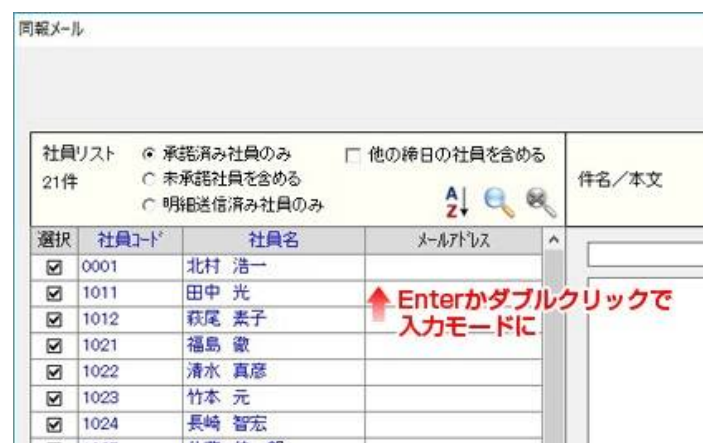 同報メール
社員リスト
21件
承諾済み社員のみ
未承諾社員を含める
明細送信済み社員のみ
他の締日の社員を含める
件名／本文
選択 社員コード 社員名 メールアドレス
0001 北村 浩一
1011 田中 光
1012 萩尾 素子
1021 福島 徹
1022 清水 真彦
1023 竹本 元
1024 長崎 智宏
Enterかダブルクリックで
入力モードに